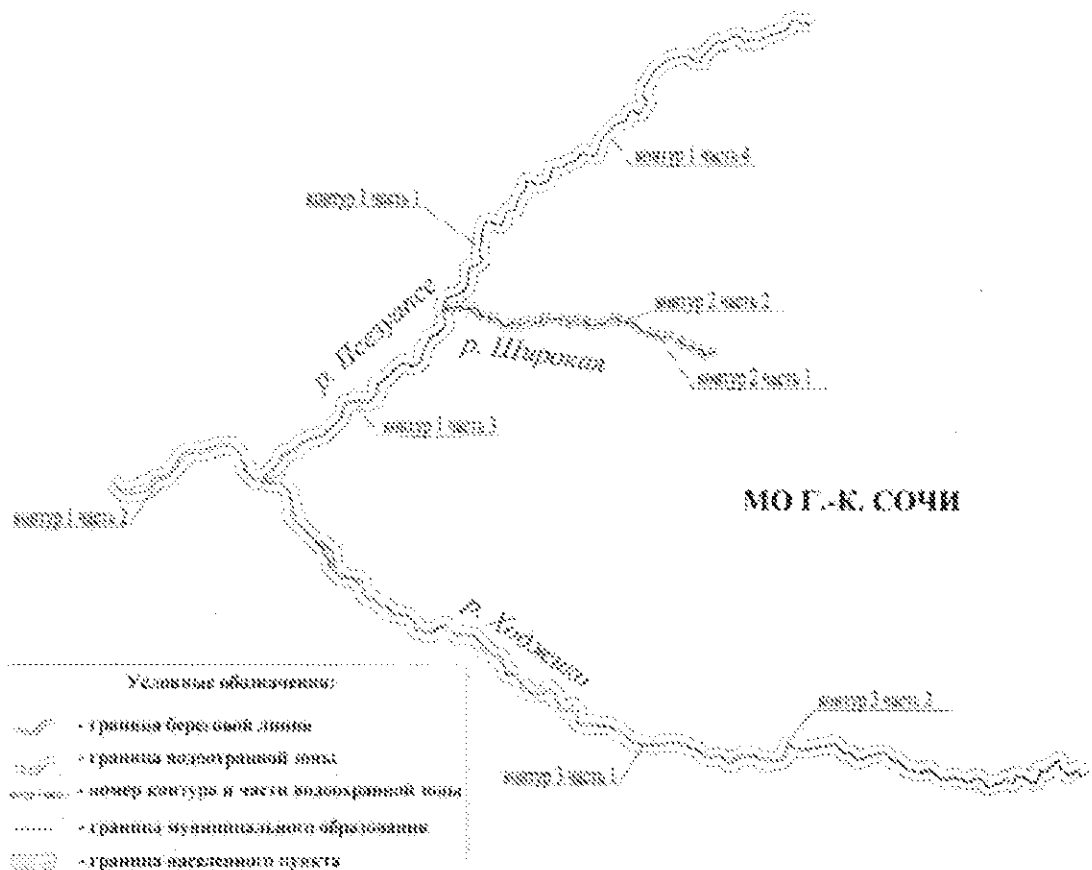 контур 1 часть 4
контур 1 часть 1
р. Псезуапсе
контур 2 часть 2
р. Широкая
контур 2 часть 1
контур 1 часть 3
МО Г.-К. СОЧИ
контур 1 часть 2
р. Ходжико
Условные обозначения:
- граница береговой линии
контур 3 часть 2
- граница водоохранной зоны
контур 3 часть 1
- номер контура и части водоохранной зоны
- граница муниципального образования
- граница населенного пункта